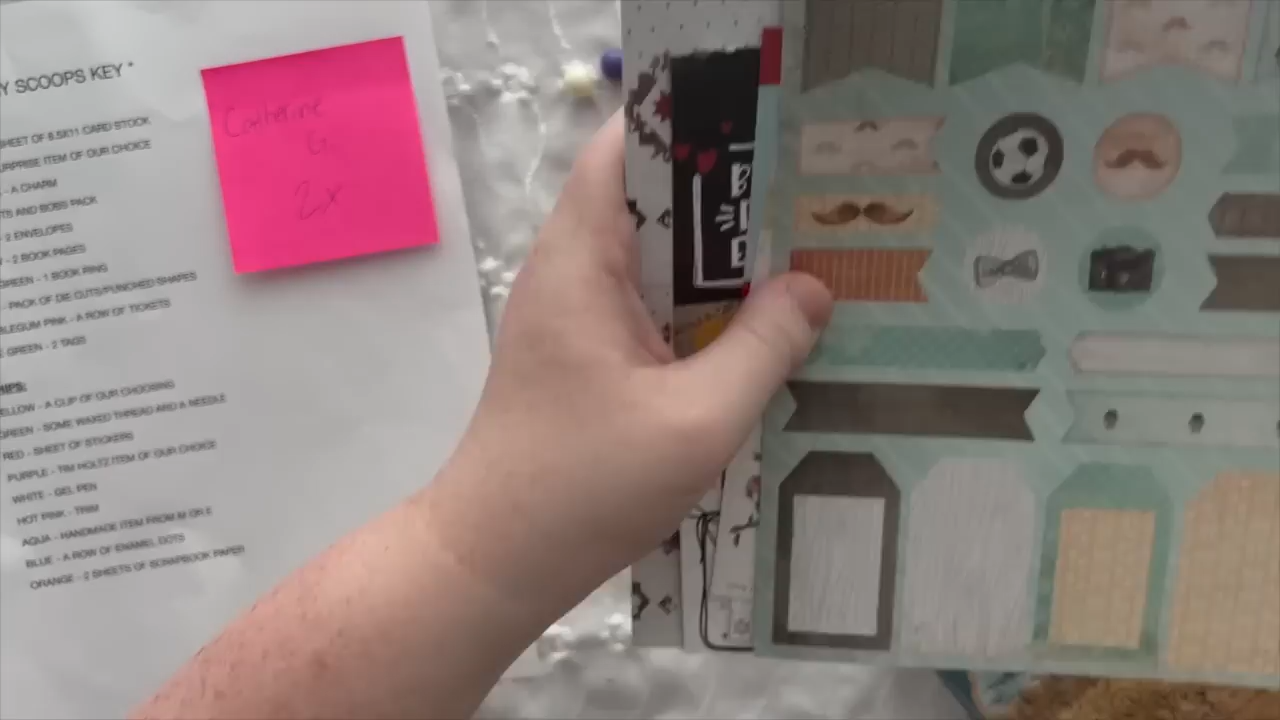 Y SCOOPS KEY *
SHEET OF 8.5X11 CARD STOCK
SURPRISE ITEM OF OUR CHOICE
- A CHARM
TS AND BOBS PACK
- 2 ENVELOPES
- 2 BOOK PAGES
GREEN - 1 BOOK RING
- PACK OF DIE CUTS/PUNCHED SHAPES
BLEGUM PINK - A ROW OF TICKETS
GREEN - 2 TAGS
YELLOW - A CLIP OF OUR CHOOSING
GREEN - SOME WAXED THREAD AND A NEEDLE
RED - SHEET OF STICKERS
PURPLE - TIM HOLTZ ITEM OF OUR CHOICE
WHITE - GEL PEN
HOT PINK - TRIM
AQUA - HANDMADE ITEM FROM M OR E
BLUE - A ROW OF ENAMEL DOTS
ORANGE - 2 SHEETS OF SCRAPBOOK PAPER
Catherine
G.
2x